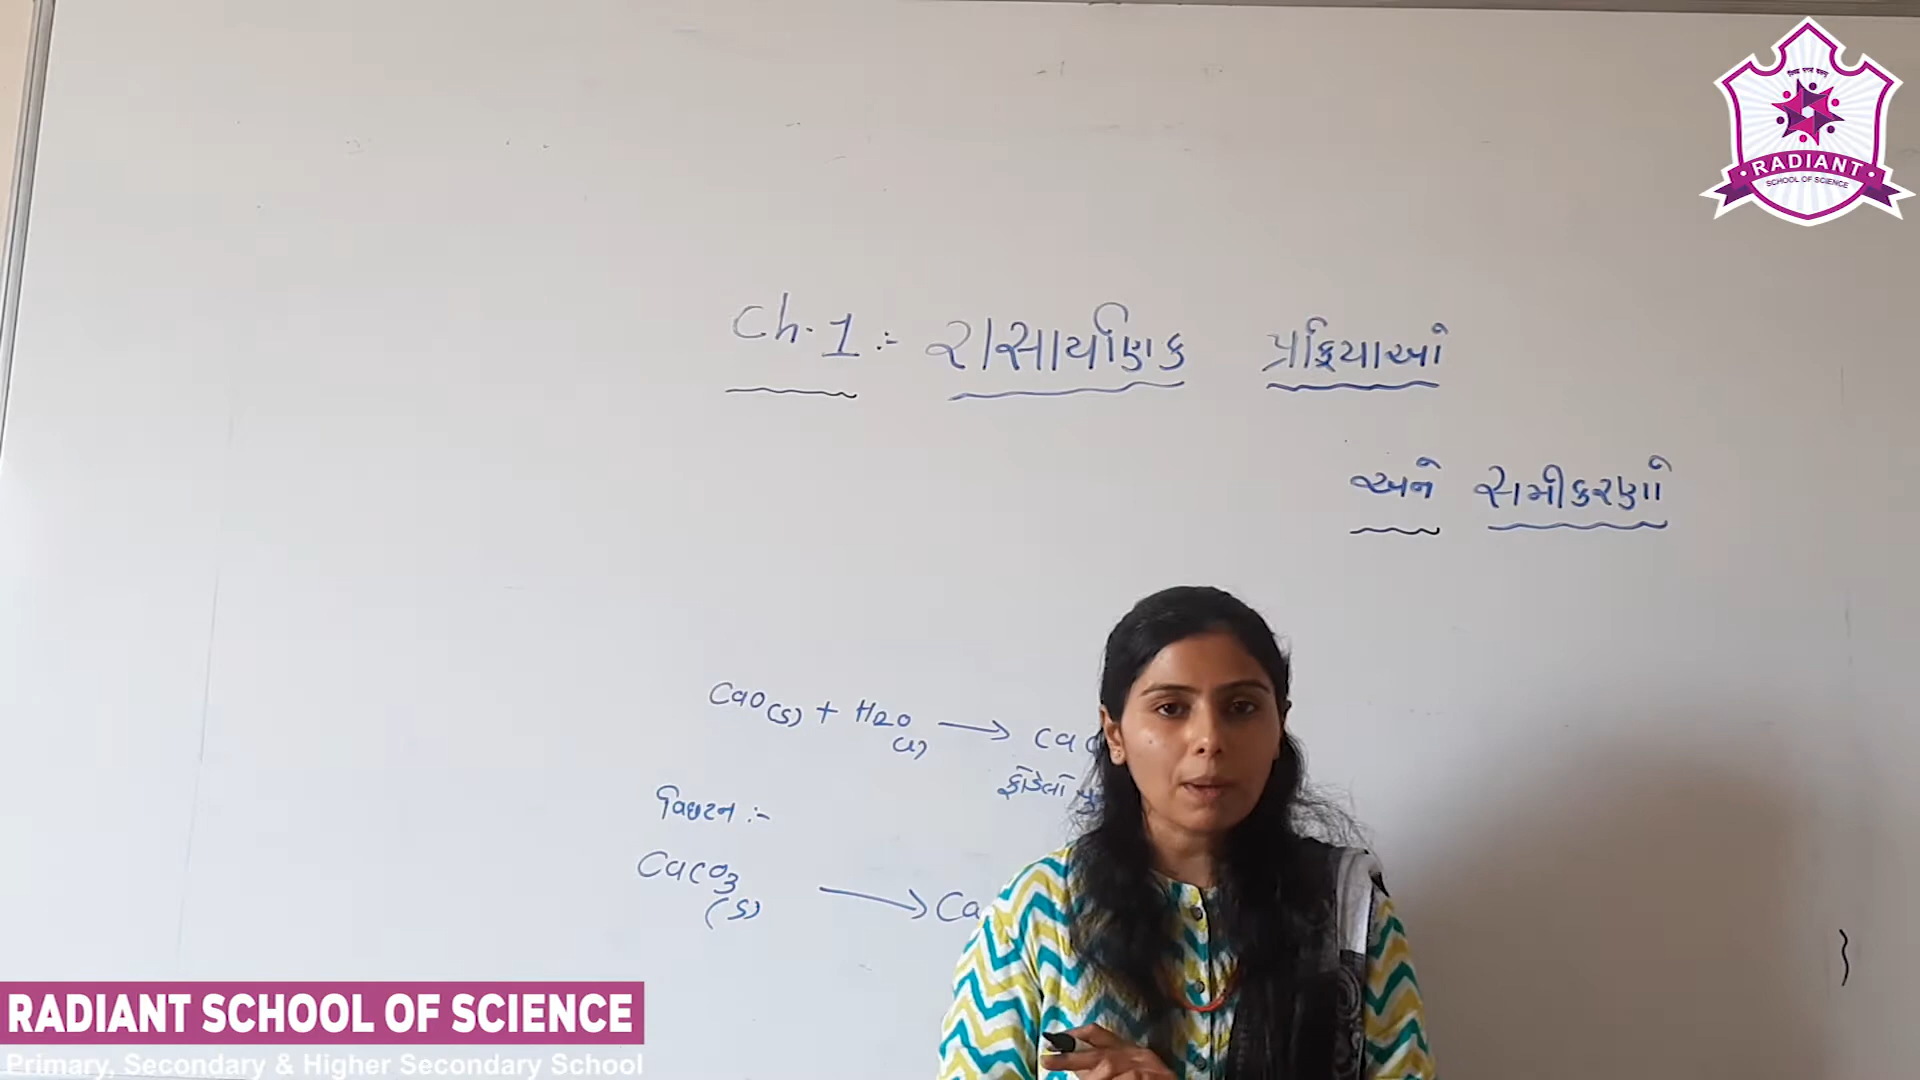 RADIANT
SCHOOL OF SCIENCE
Ch. 1 :- રાસાયણિક પ્રક્રિયાઓ
અને સમીકરણો
CaO(s) + H2O(l) → Ca
ફોડેલો ચુ
વિઘટન :-
CaCO3(s) → Ca
RADIANT SCHOOL OF SCIENCE
Primary, Secondary & Higher Secondary School